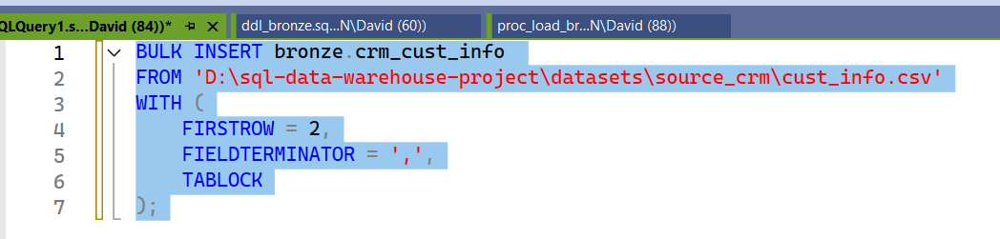 QLQuery1.s...David (84))* ddl_bronze.sq...N\David (60)) proc_load_br...N\David (88))
1 BULK INSERT bronze.crm_cust_info
2 FROM 'D:\sql-data-warehouse-project\datasets\source_crm\cust_info.csv'
3 WITH (
4 FIRSTROW = 2,
5 FIELDTERMINATOR = ',',
6 TABLOCK
7 );